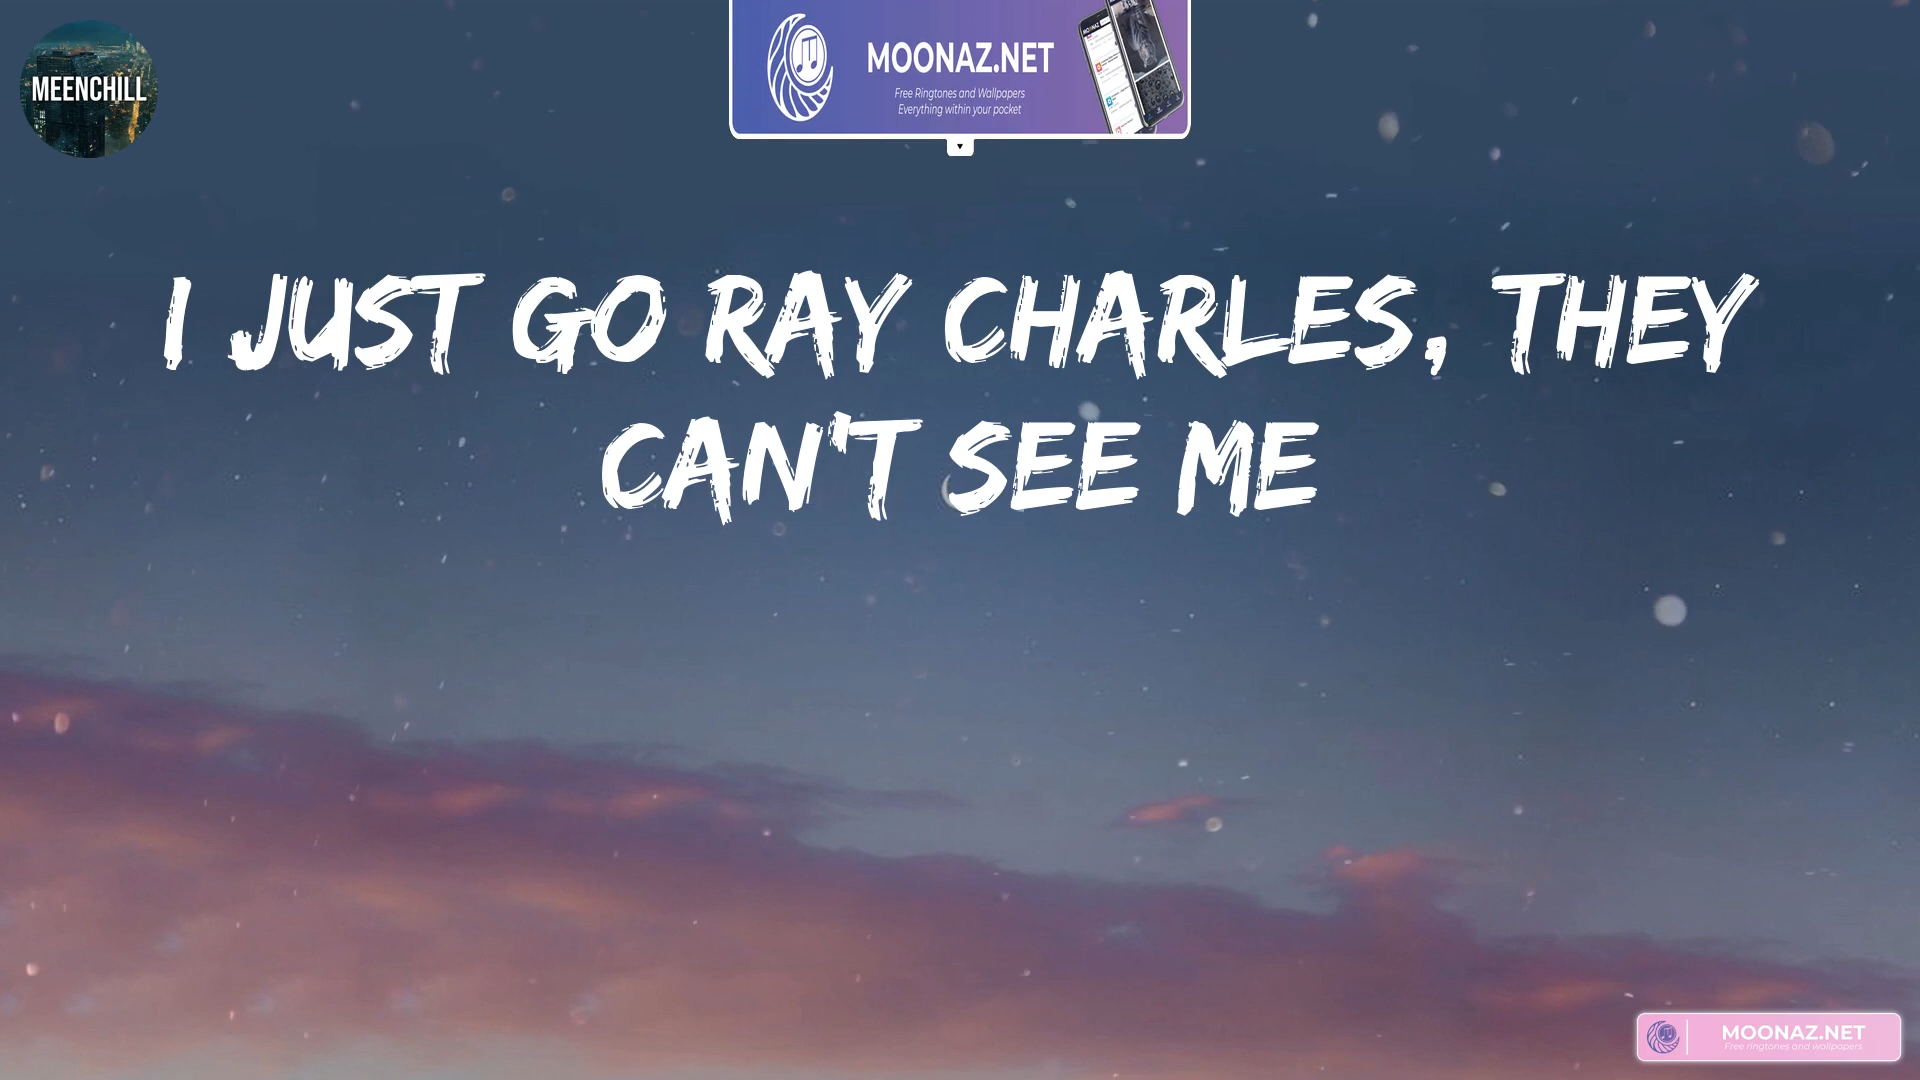 MEENCHILL
MOONAZ.NET
Free Ringtones and Wallpapers
Everything within your pocket
I JUST GO RAY CHARLES, THEY
CAN'T SEE ME
MOONAZ.NET
Free ringtones and wallpapers